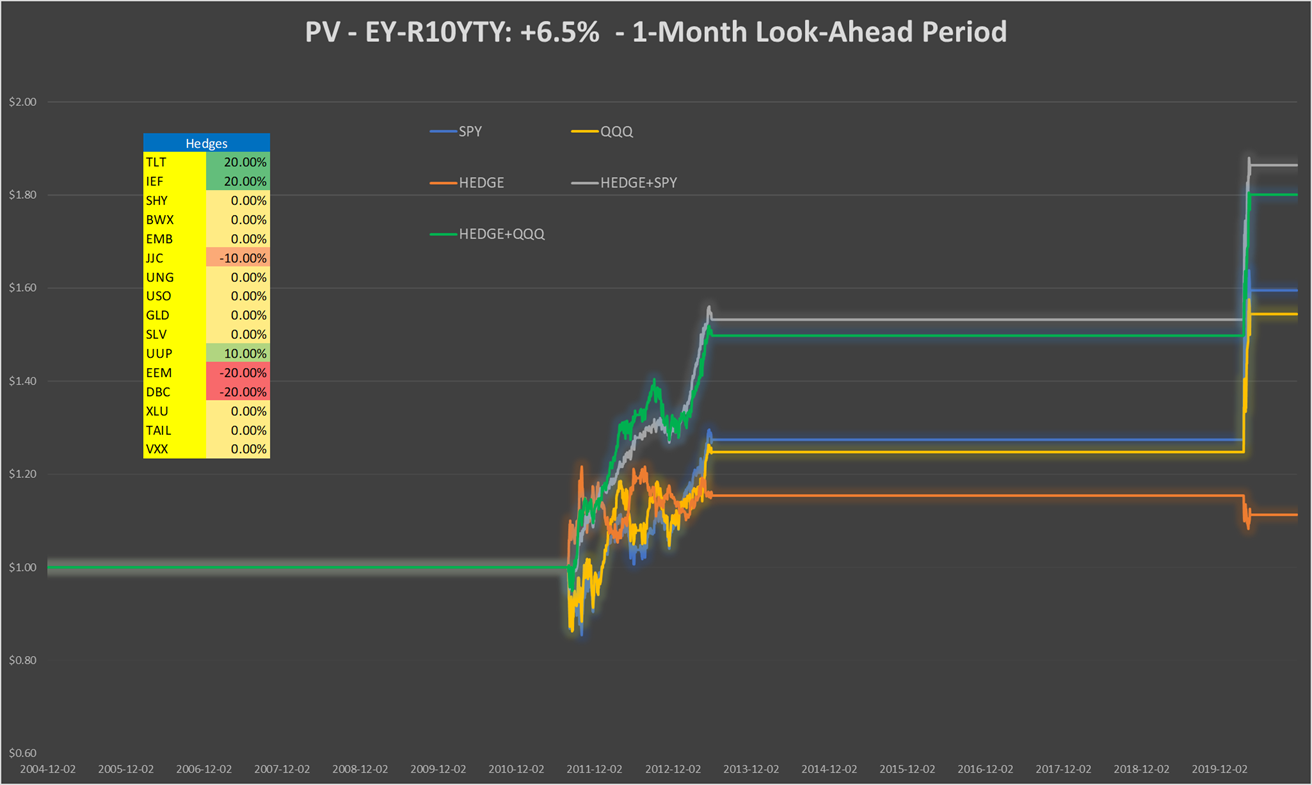 PV - EY-R10YTY: +6.5%  - 1-Month Look-Ahead Period
$2.00
$1.80
$1.60
$1.40
$1.20
$1.00
$0.80
$0.60
Hedges
TLT 20.00%
IEF 20.00%
SHY 0.00%
BWX 0.00%
EMB 0.00%
JJC -10.00%
UNG 0.00%
USO 0.00%
GLD 0.00%
SLV 0.00%
UUP 10.00%
EEM -20.00%
DBC -20.00%
XLU 0.00%
TAIL 0.00%
VXX 0.00%
SPY QQQ
HEDGE HEDGE+SPY
HEDGE+QQQ
2004-12-02 2005-12-02 2006-12-02 2007-12-02 2008-12-02 2009-12-02 2010-12-02 2011-12-02 2012-12-02 2013-12-02 2014-12-02 2015-12-02 2016-12-02 2017-12-02 2018-12-02 2019-12-02